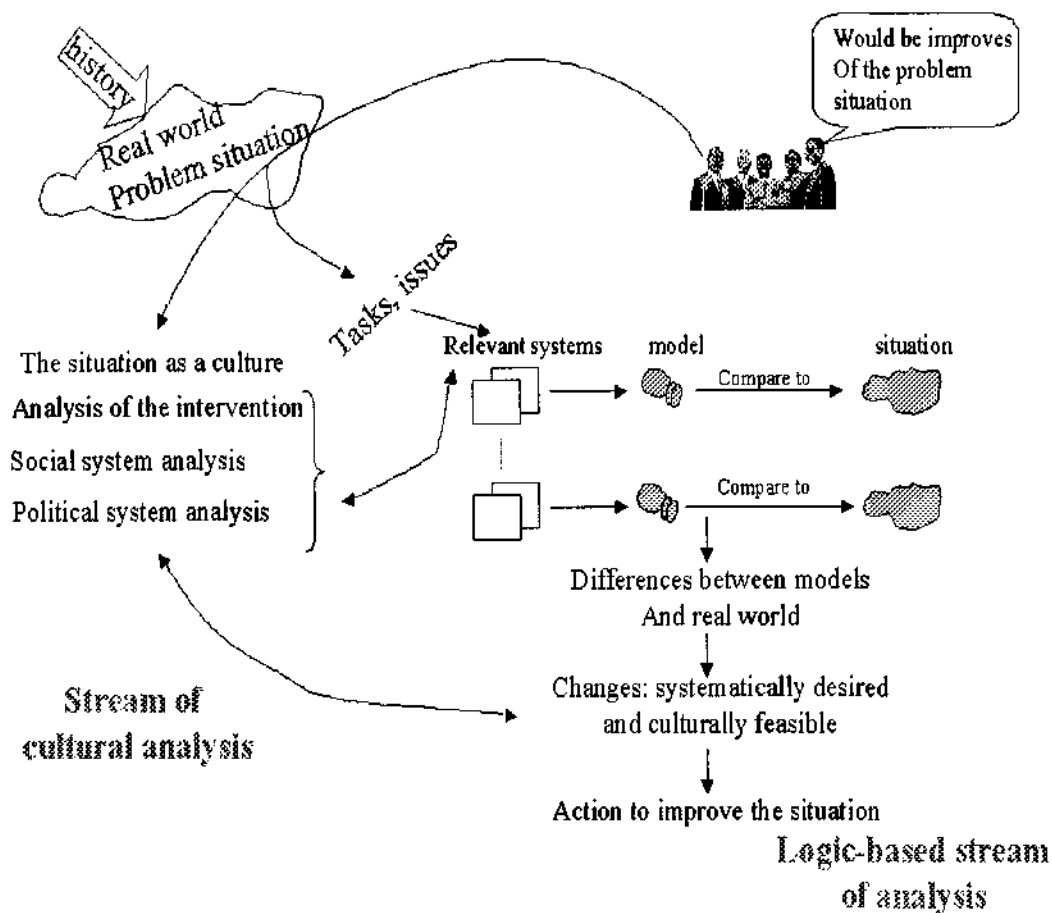 history
Real world
Problem situation
Would be improves
Of the problem
situation
Tasks, issues
The situation as a culture
Analysis of the intervention
Social system analysis
Political system analysis
Relevant systems
model
situation
Compare to
Compare to
Differences between models
And real world
Changes: systematically desired
and culturally feasible
Action to improve the situation
Stream of
cultural analysis
Logic-based stream
of analysis